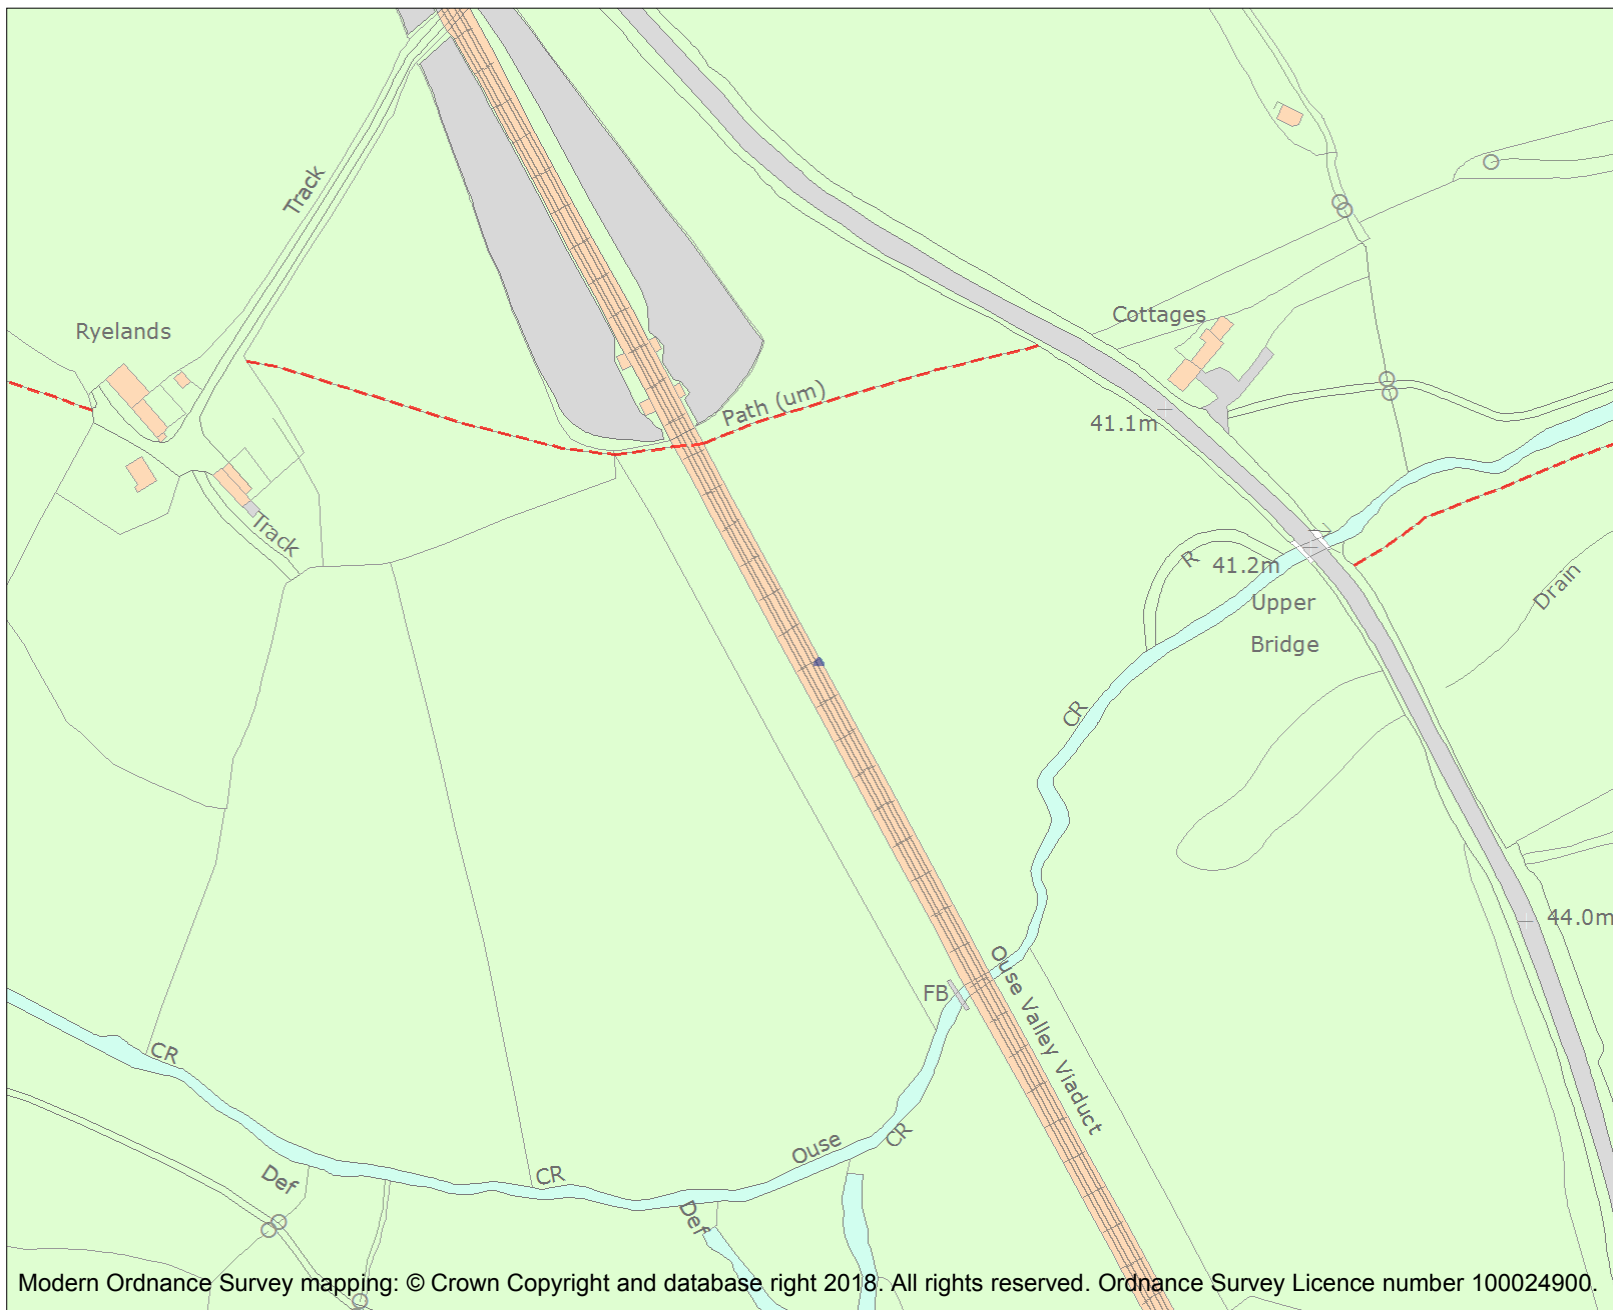 Track
Ryelands
Cottages
Path (um)
41.1m
Track
R
41.2m
Upper
Bridge
Drain
CR
44.0m
FB
Ouse Valley Viaduct
CR
CR
Ouse
CR
Def
Def
Modern Ordnance Survey mapping: © Crown Copyright and database right 2018. All rights reserved. Ordnance Survey Licence number 100024900.